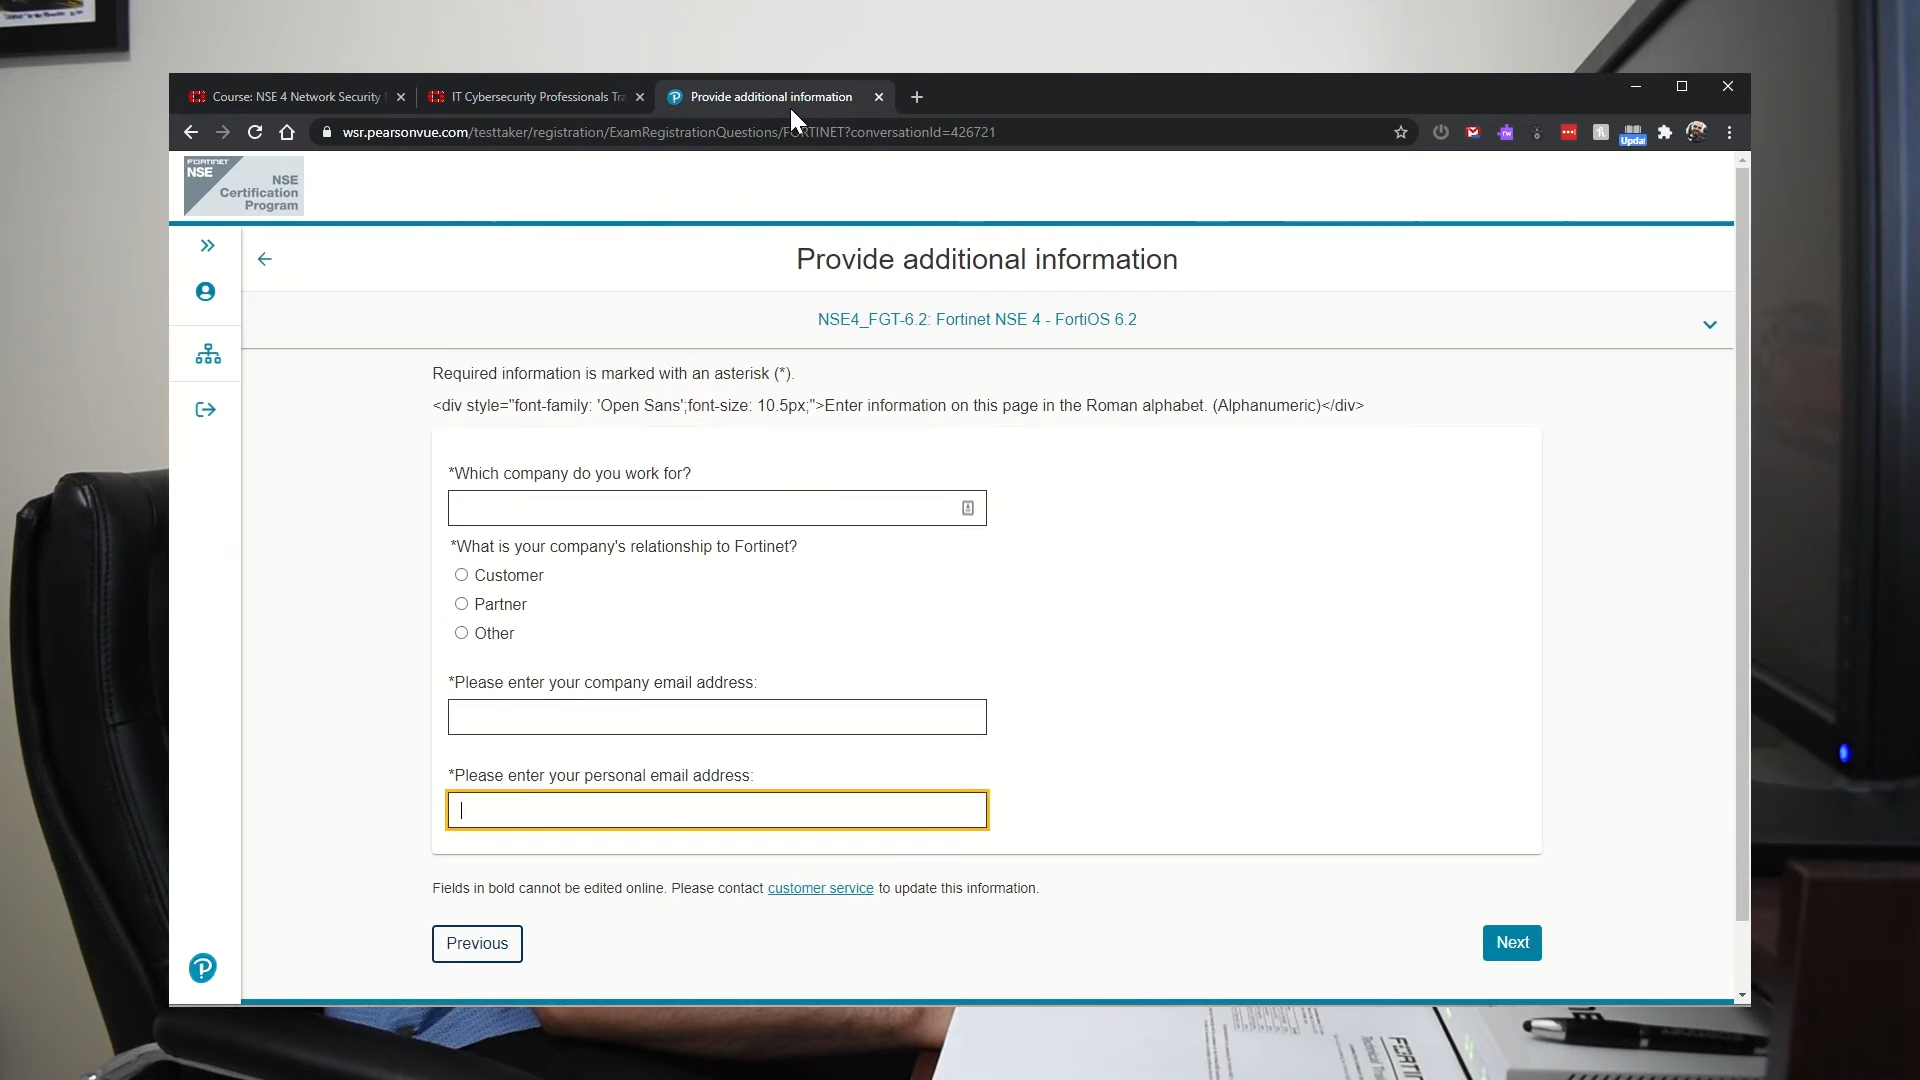 Course: NSE 4 Network Security
IT Cybersecurity Professionals Tra
Provide additional information
wsr.pearsonvue.com/testtaker/registration/ExamRegistrationQuestions/FORTINET?conversationId=426721
Updat
FORTINET
NSE
NSE
Certification
Program
Provide additional information
NSE4_FGT-6.2: Fortinet NSE 4 - FortiOS 6.2
Required information is marked with an asterisk (*).
<div style="font-family: 'Open Sans';font-size: 10.5px;">Enter information on this page in the Roman alphabet. (Alphanumeric)</div>
*Which company do you work for?
*What is your company's relationship to Fortinet?
Customer
Partner
Other
*Please enter your company email address:
*Please enter your personal email address:
Fields in bold cannot be edited online. Please contact customer service to update this information.
Previous
Next